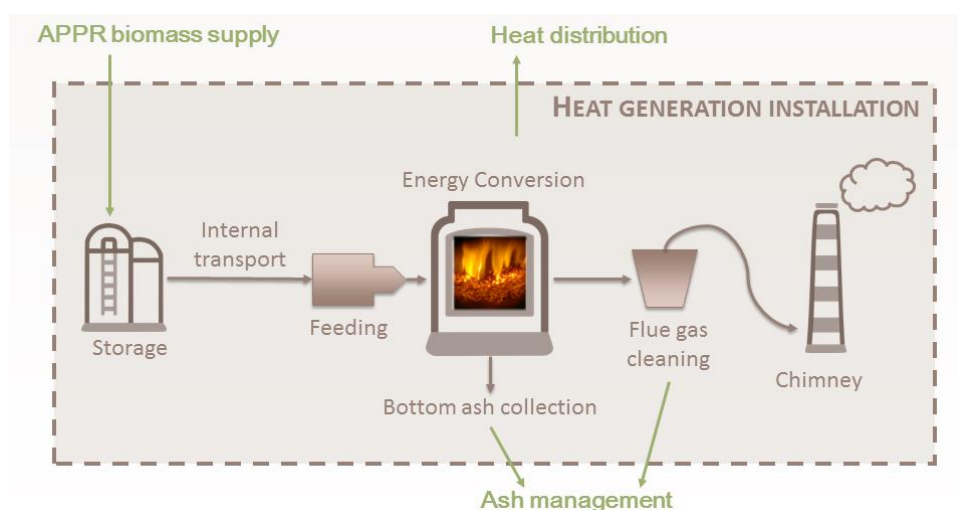 APPR biomass supply
Heat distribution
HEAT GENERATION INSTALLATION
Energy Conversion
Internal
transport
Feeding
Storage
Flue gas
cleaning
Chimney
Bottom ash collection
Ash management